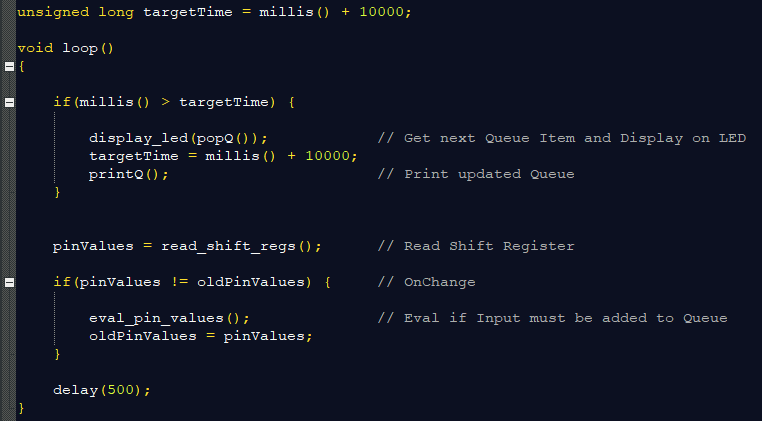 unsigned long targetTime = millis() + 10000;
void loop()
{
if(millis() > targetTime) {
display_led(popQ()); // Get next Queue Item and Display on LED
targetTime = millis() + 10000;
printQ(); // Print updated Queue
}
pinValues = read_shift_regs(); // Read Shift Register
if(pinValues != oldPinValues) { // OnChange
eval_pin_values(); // Eval if Input must be added to Queue
oldPinValues = pinValues;
}
delay(500);
}